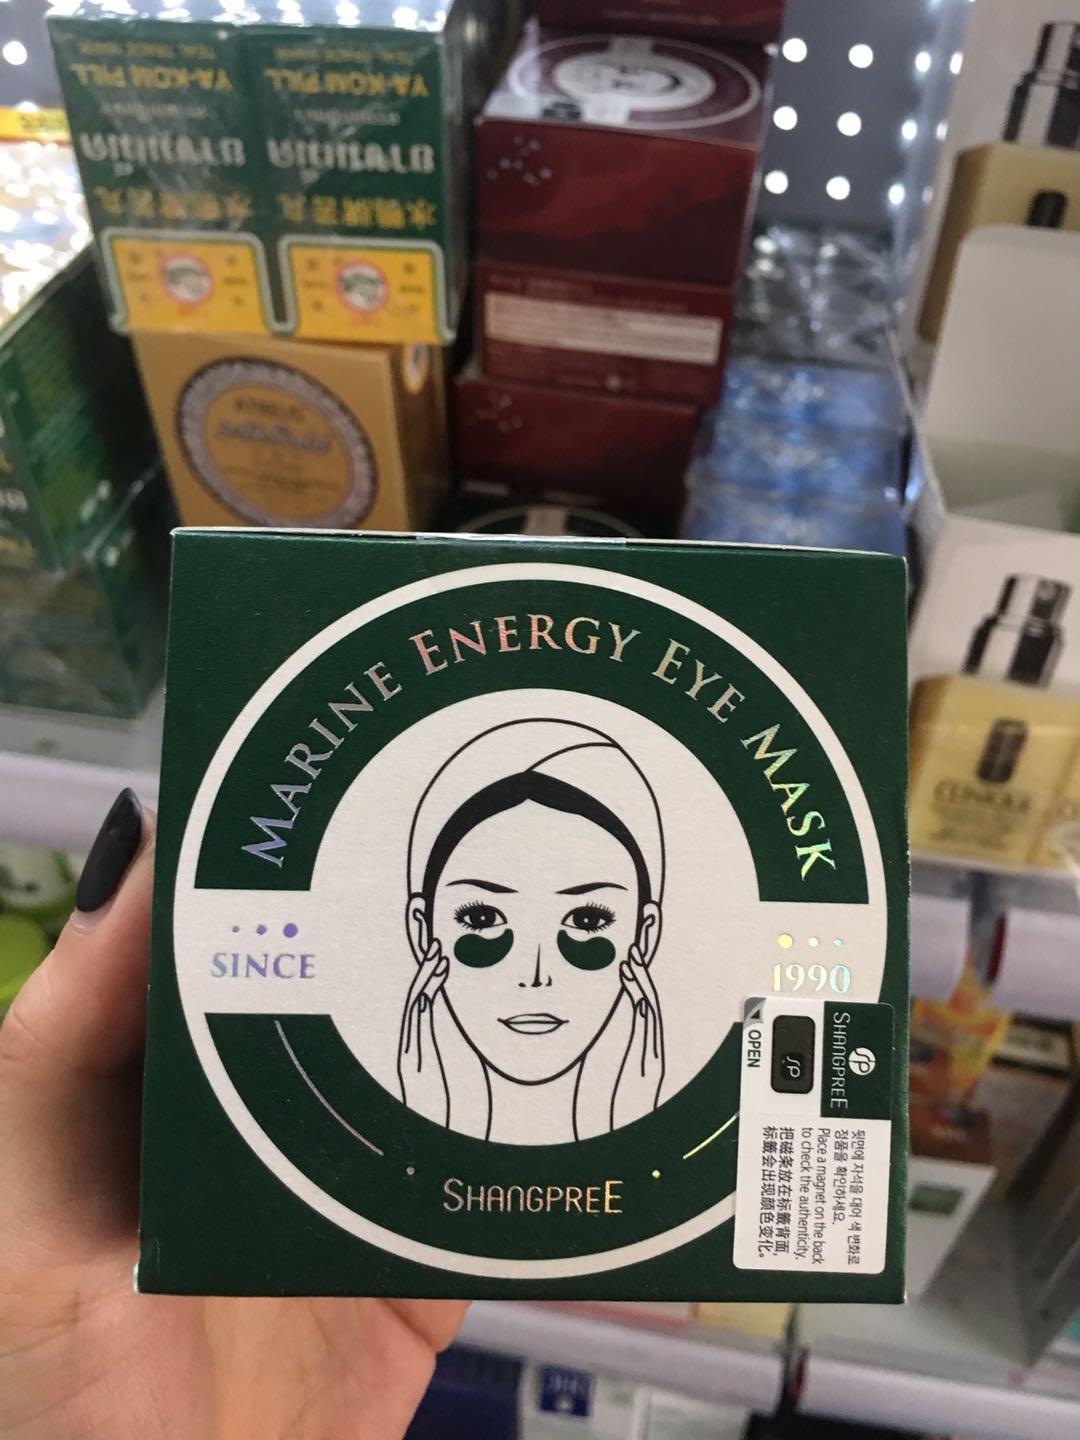 YA-KOM PILL
YA-KOM PILL
MARINE ENERGY EYE MASK
SINCE
1990
SHANGPREE
SHANGPREE
OPEN
뒷면에 자석을 대어 색 변화로
정품을 확인하세요.
Place a magnet on the back
to check the authenticity.
把磁条放在标籤背面,
标籤会出现颜色变化。
CLINIQUE